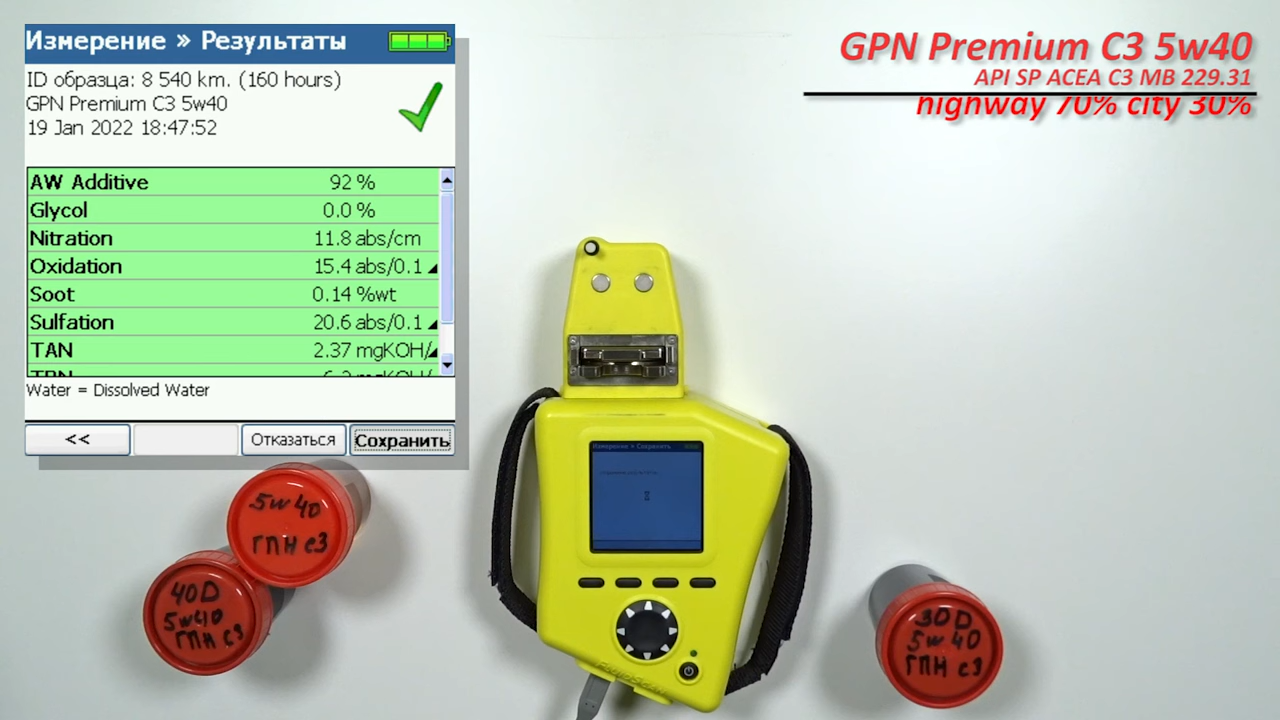 Измерение » Результаты
ID образца: 8 540 km. (160 hours)
GPN Premium C3 5w40
19 Jan 2022 18:47:52
AW Additive 92 %
Glycol 0.0 %
Nitration 11.8 abs/cm
Oxidation 15.4 abs/0.1
Soot 0.14 %wt
Sulfation 20.6 abs/0.1
TAN 2.37 mgKOH/
Water = Dissolved Water
<<
Отказаться
Сохранить
GPN Premium C3 5w40
API SP ACEA C3 MB 229.31
highway 70% city 30%
Измерение » Сохранить
5w40
ГПН с3
40D
5w40
ГПН с3
30D
5w40
ГПН с3